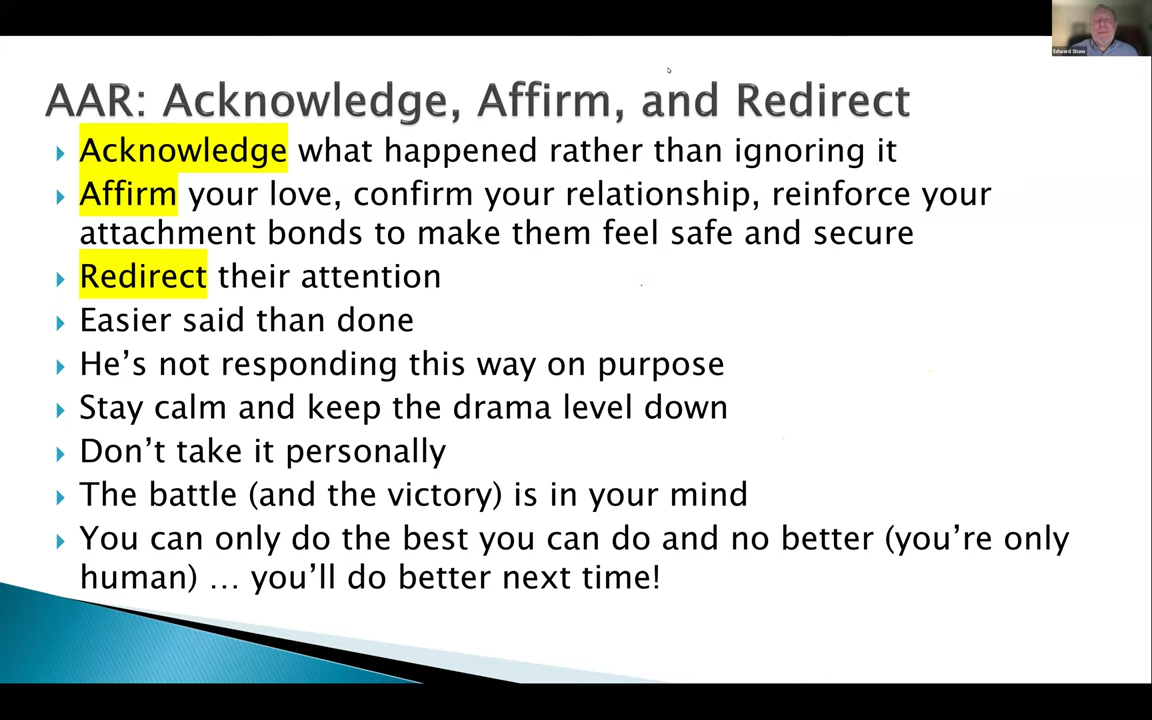 Edward Shaw
AAR: Acknowledge, Affirm, and Redirect
Acknowledge what happened rather than ignoring it
Affirm your love, confirm your relationship, reinforce your
attachment bonds to make them feel safe and secure
Redirect their attention
Easier said than done
He’s not responding this way on purpose
Stay calm and keep the drama level down
Don’t take it personally
The battle (and the victory) is in your mind
You can only do the best you can do and no better (you’re only
human) … you’ll do better next time!